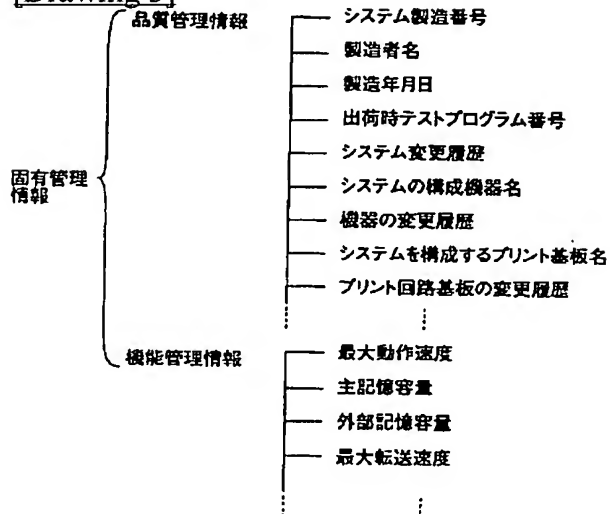 [Drawing 3]
品質管理情報
システム製造番号
製造者名
製造年月日
出荷時テストプログラム番号
システム変更履歴
固有管理
情報
システムの構成機器名
機器の変更履歴
システムを構成するプリント基板名
プリント回路基板の変更履歴
機能管理情報
最大動作速度
主記憶容量
外部記憶容量
最大転送速度